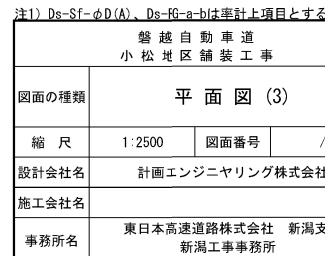 注1) Ds-Sf-φD(A)、Ds-PG-a-bは率計上項目とする
磐越自動車道
小松地区舗装工事
図面の種類 平面図(3)
縮尺 1:2500 図面番号 /
設計会社名 計画エンジニヤリング株式会社
施工会社名
事務所名 東日本高速道路株式会社 新潟支
新潟工事事務所